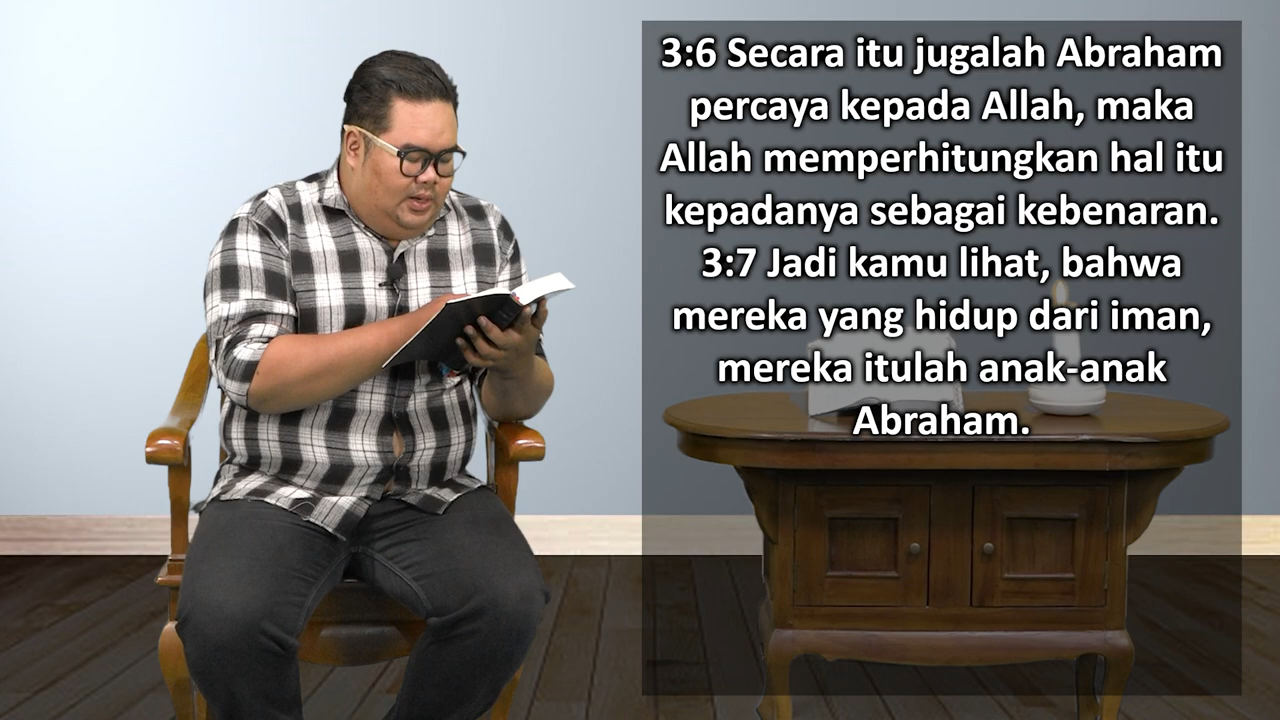 3:6 Secara itu jugalah Abraham
percaya kepada Allah, maka
Allah memperhitungkan hal itu
kepadanya sebagai kebenaran.
3:7 Jadi kamu lihat, bahwa
mereka yang hidup dari iman,
mereka itulah anak-anak
Abraham.